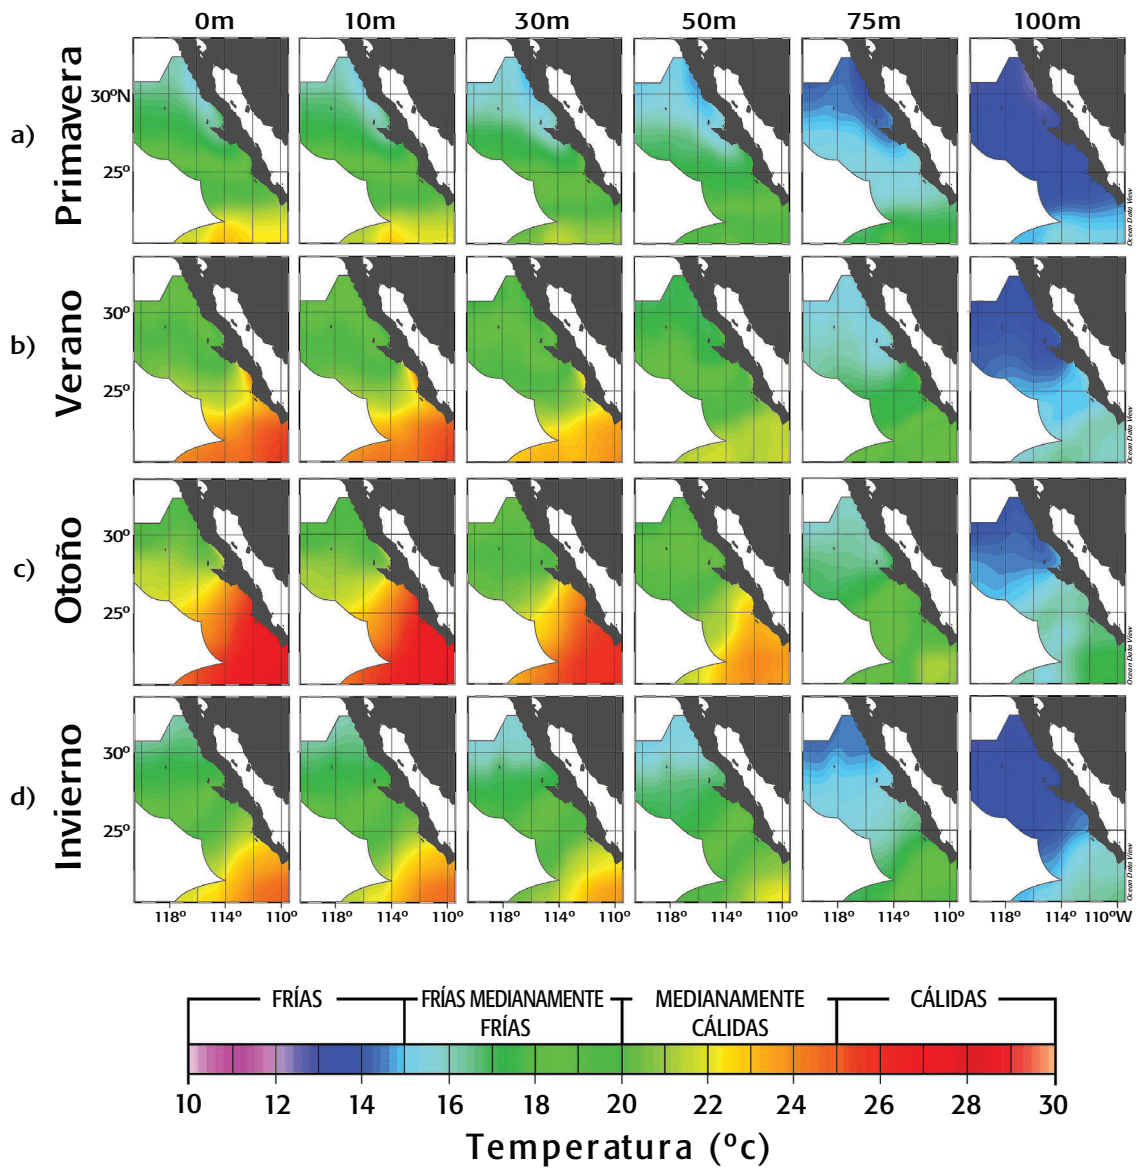 0m 10m 30m 50m 75m 100m
a) Primavera
30ºN
25º
Ocean Data View
b) Verano
30º
25º
Ocean Data View
c) Otoño
30º
25º
Ocean Data View
d) Invierno
30º
25º
Ocean Data View
118º 114º 110º 118º 114º 110º 118º 114º 110º 118º 114º 110º 118º 114º 110º 118º 114º 110ºW
FRÍAS FRÍAS MEDIANAMENTE MEDIANAMENTE CÁLIDAS
FRÍAS CÁLIDAS
10 12 14 16 18 20 22 24 26 28 30
Temperatura (ºc)